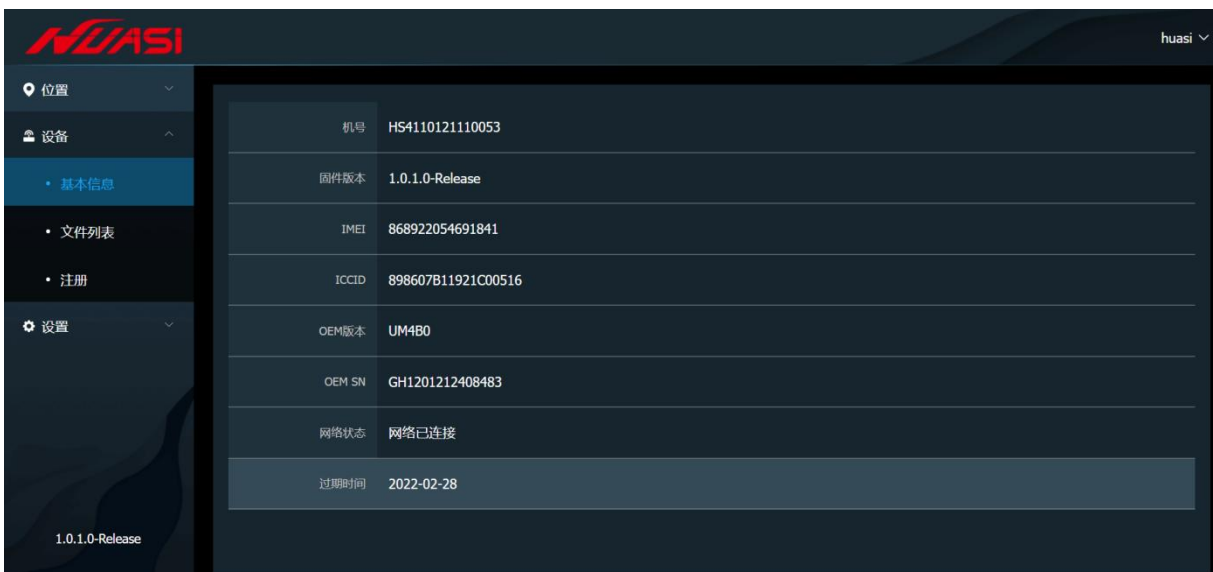 HUASI
huasi
位置
设备
基本信息
文件列表
注册
设置
1.0.1.0-Release
机号 HS4110121110053
固件版本 1.0.1.0-Release
IMEI 868922054691841
ICCID 898607B11921C00516
OEM版本 UM4B0
OEM SN GH1201212408483
网络状态 网络已连接
过期时间 2022-02-28